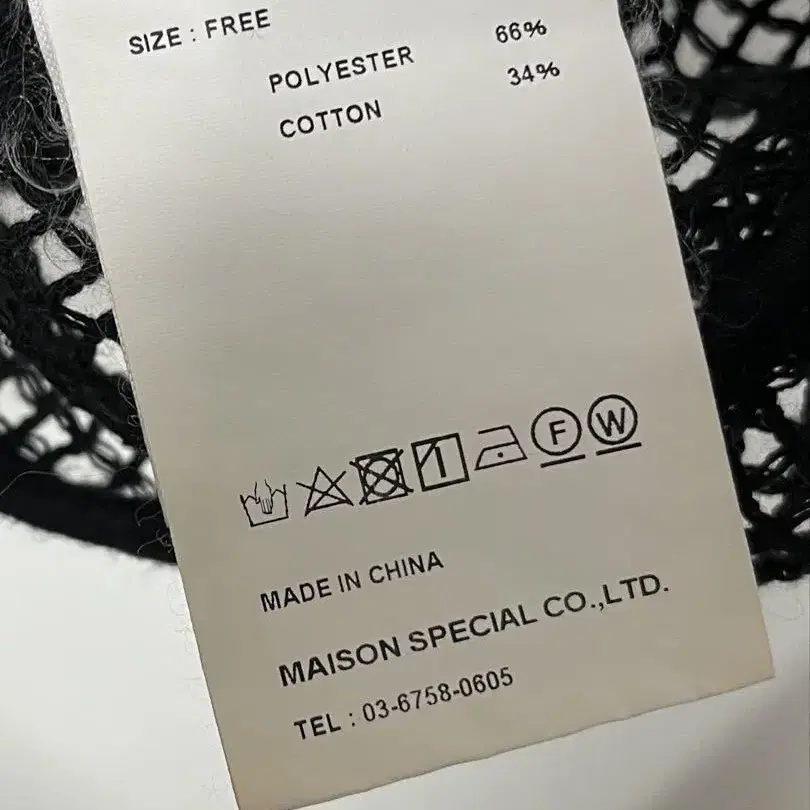 SIZE : FREE
POLYESTER 66%
COTTON 34%
F W
MADE IN CHINA
MAISON SPECIAL CO.,LTD.
TEL : 03-6758-0605